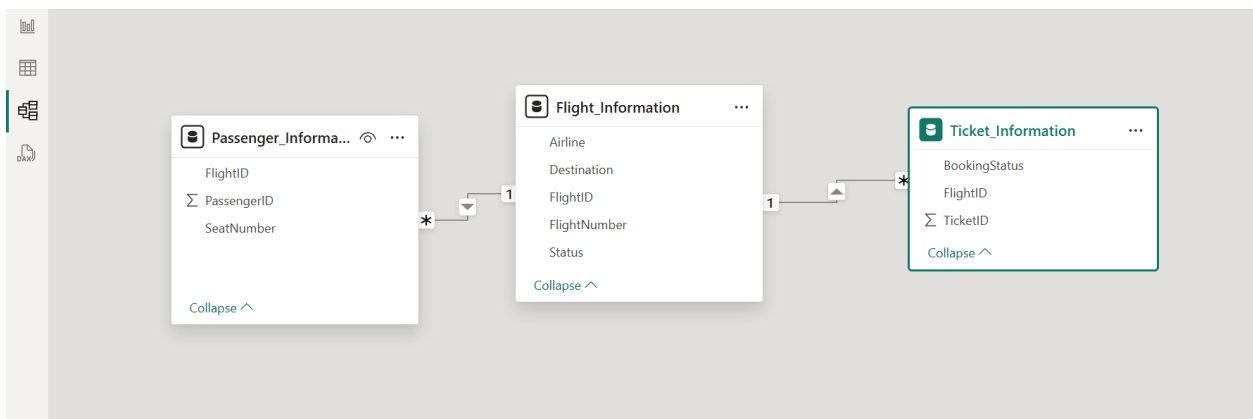 DAX
Passenger_Informa...
FlightID
PassengerID
SeatNumber
Collapse
*
1
Flight_Information
Airline
Destination
FlightID
FlightNumber
Status
Collapse
1
*
Ticket_Information
BookingStatus
FlightID
TicketID
Collapse